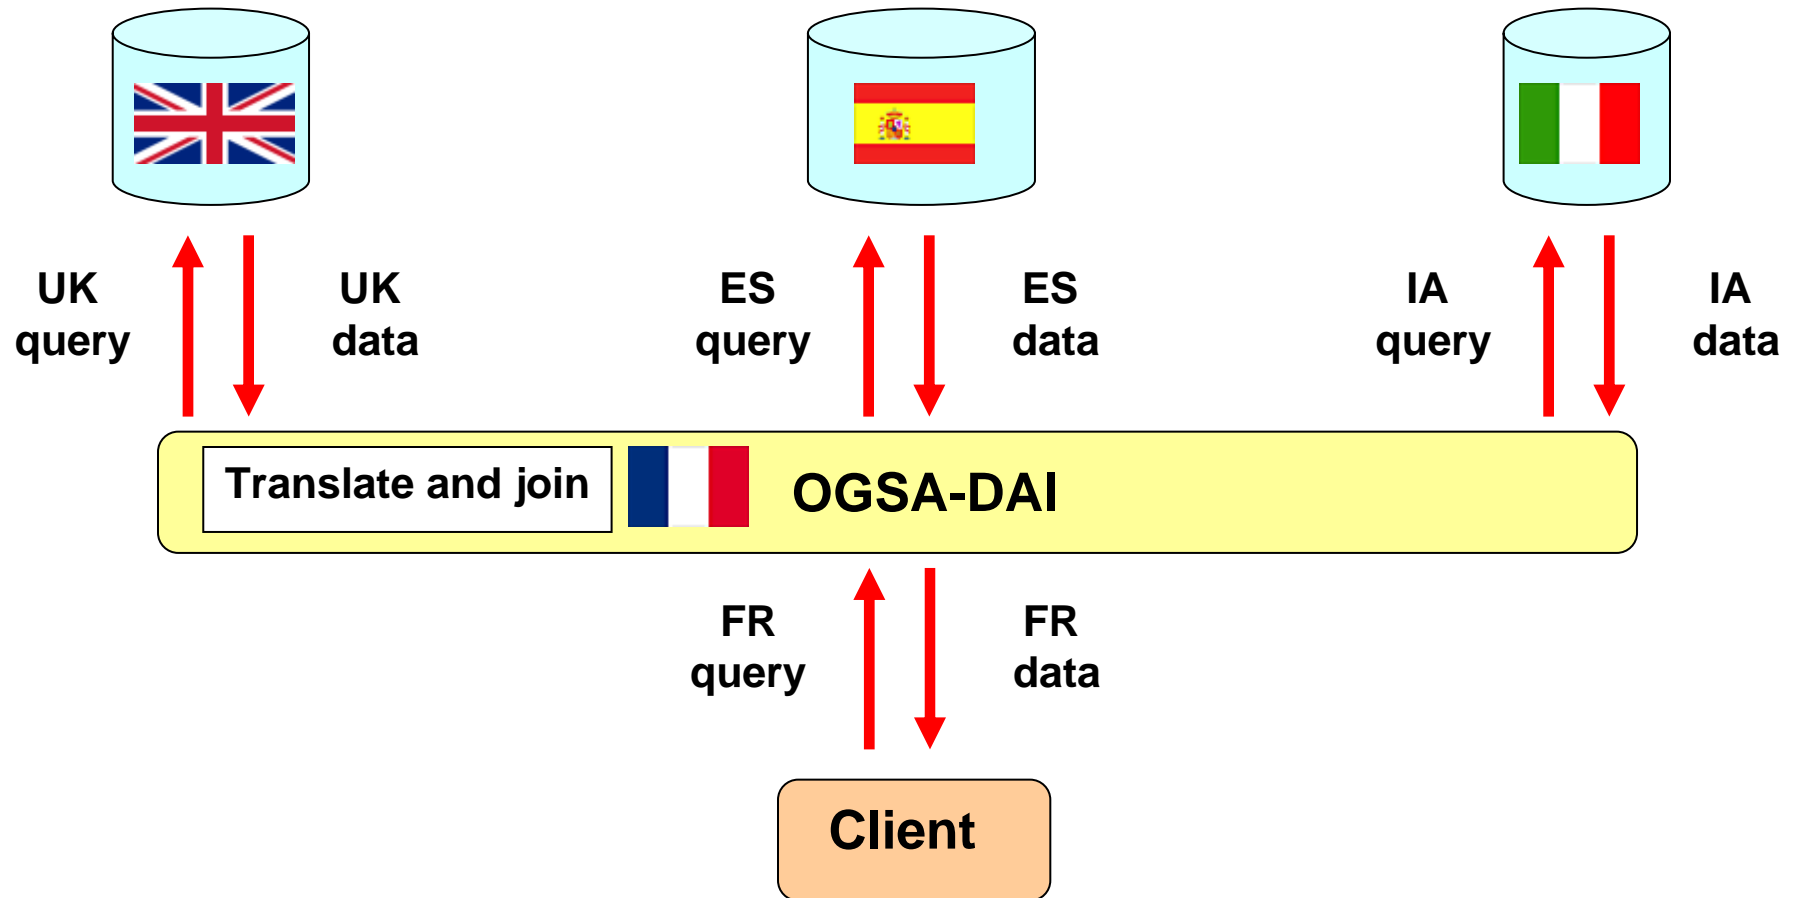 UK
query
UK
data
ES
query
ES
data
IA
query
IA
data
Translate and join
OGSA-DAI
FR
query
FR
data
Client